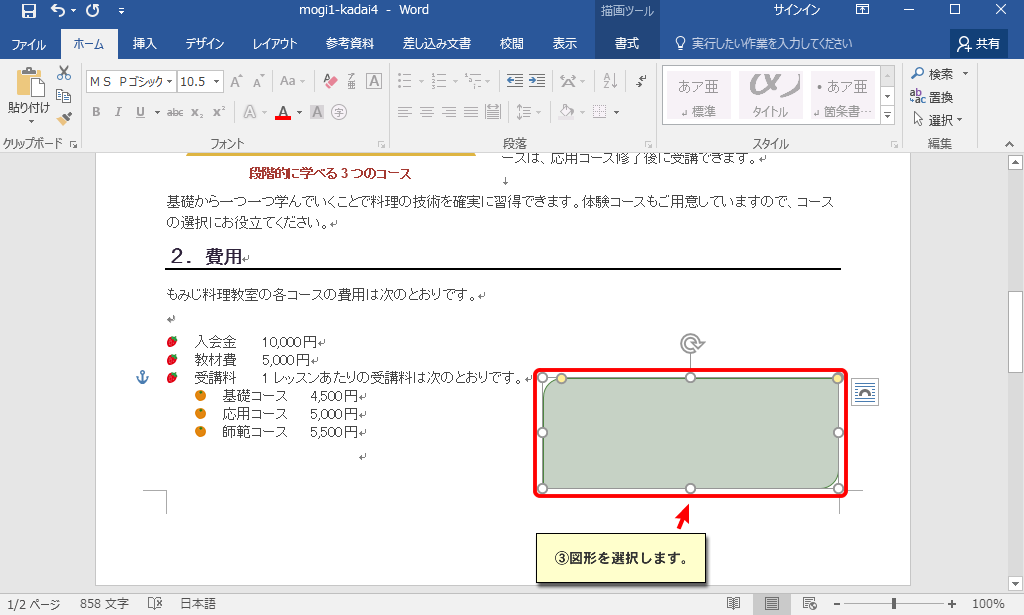 mogi1-kadai4 - Word
描画ツール
サインイン
ファイル ホーム 挿入 デザイン レイアウト 参考資料 差し込み文書 校閲 表示 書式 実行したい作業を入力してください 共有
貼り付け
ＭＳ Ｐゴシック 10.5
A A Aa A
B I U abc x₂ x² A A A 字
あア亜 ・あア亜
標準 タイトル 箇条書…
検索
置換
選択
クリップボード フォント 段落 スタイル 編集
ースは、応用コース修了後に受講できます。↵
段階的に学べる３つのコース
↓
基礎から一つ一つ学んでいくことで料理の技術を確実に習得できます。体験コースもご用意していますので、コース
の選択にお役立てください。↵
２．費用↵
もみじ料理教室の各コースの費用は次のとおりです。↵
↵
入会金 10,000円↵
教材費 5,000円↵
受講料 1 レッスンあたりの受講料は次のとおりです。↵
基礎コース 4,500円↵
応用コース 5,000円↵
師範コース 5,500円↵
↵
③図形を選択します。
1/2 ページ 858 文字 日本語 100%